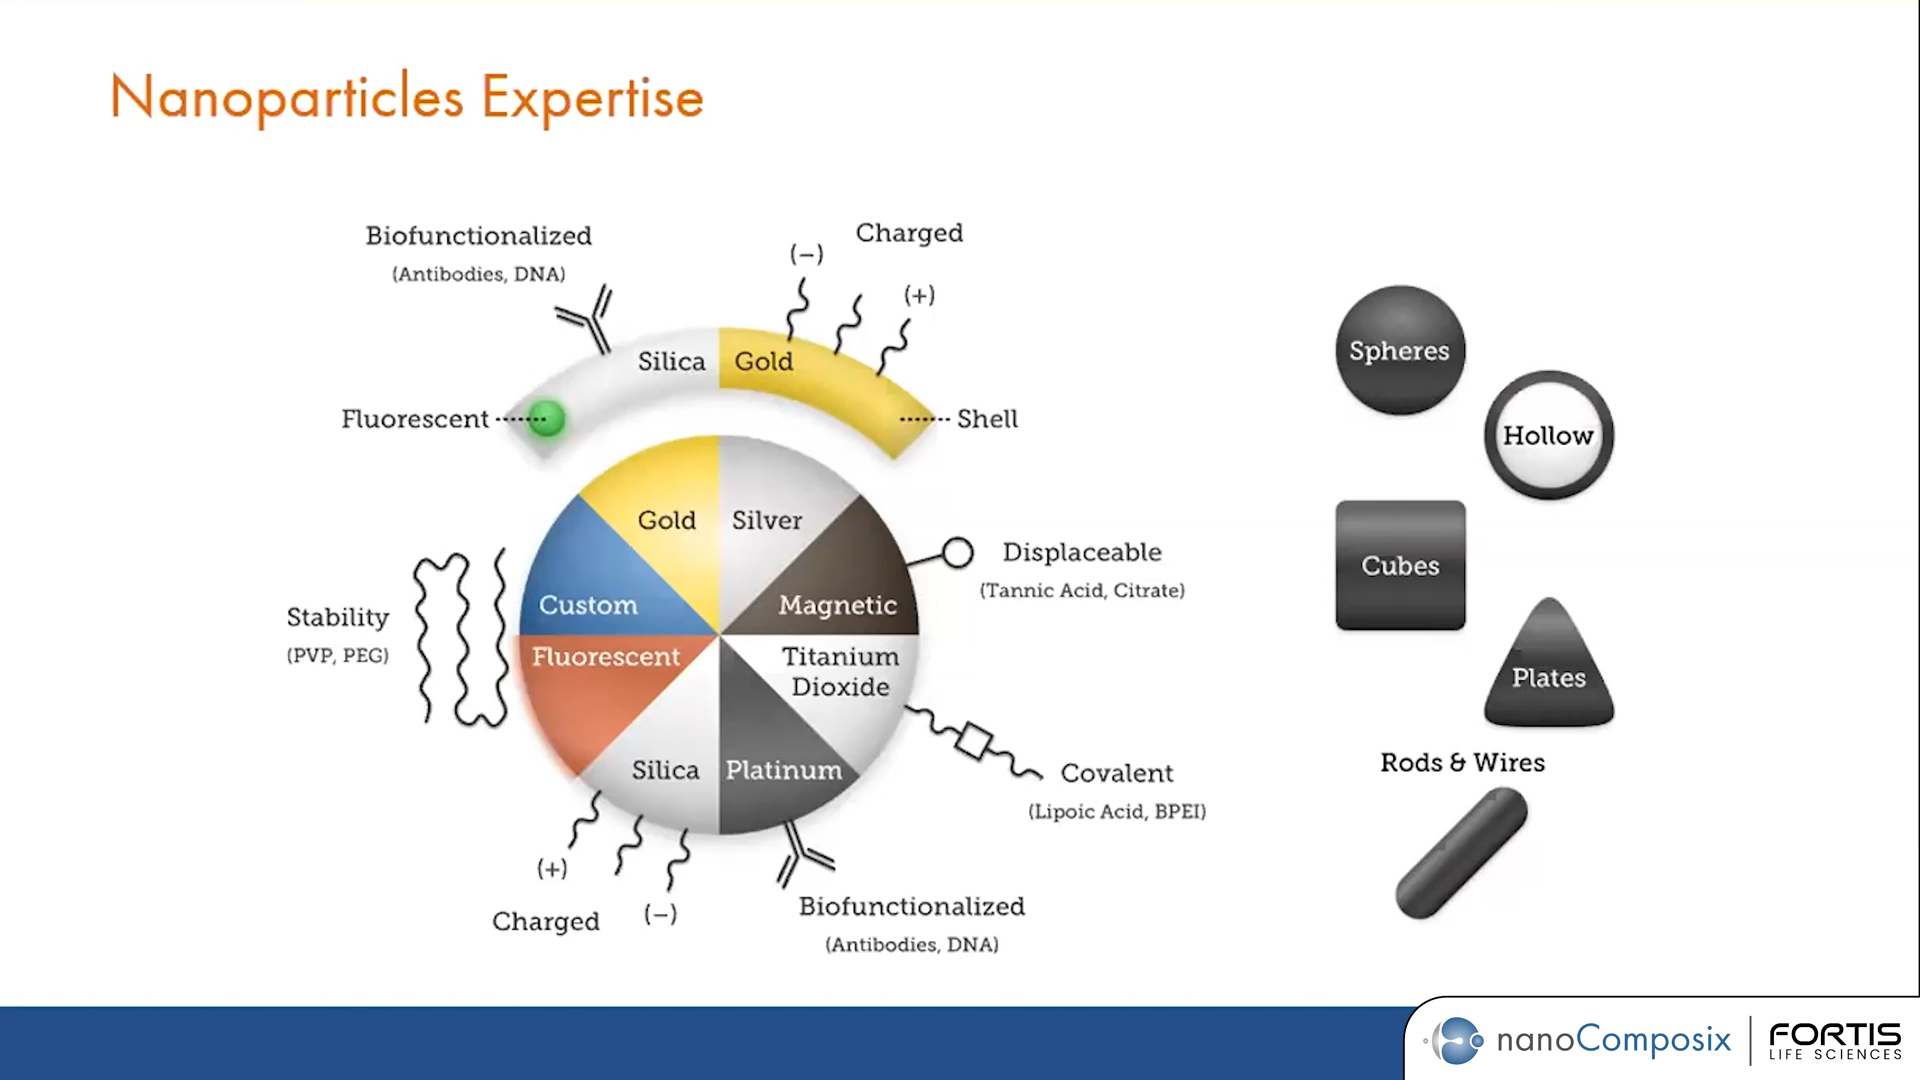 Nanoparticles Expertise
Biofunctionalized
(Antibodies, DNA)
Charged
(−)
(+)
Silica
Gold
Fluorescent
Shell
Gold
Silver
Custom
Magnetic
Fluorescent
Titanium
Dioxide
Silica
Platinum
Displaceable
(Tannic Acid, Citrate)
Stability
(PVP, PEG)
Covalent
(Lipoic Acid, BPEI)
(+)
(−)
Charged
Biofunctionalized
(Antibodies, DNA)
Spheres
Hollow
Cubes
Plates
Rods & Wires
nanoComposix
FORTIS
LIFE SCIENCES